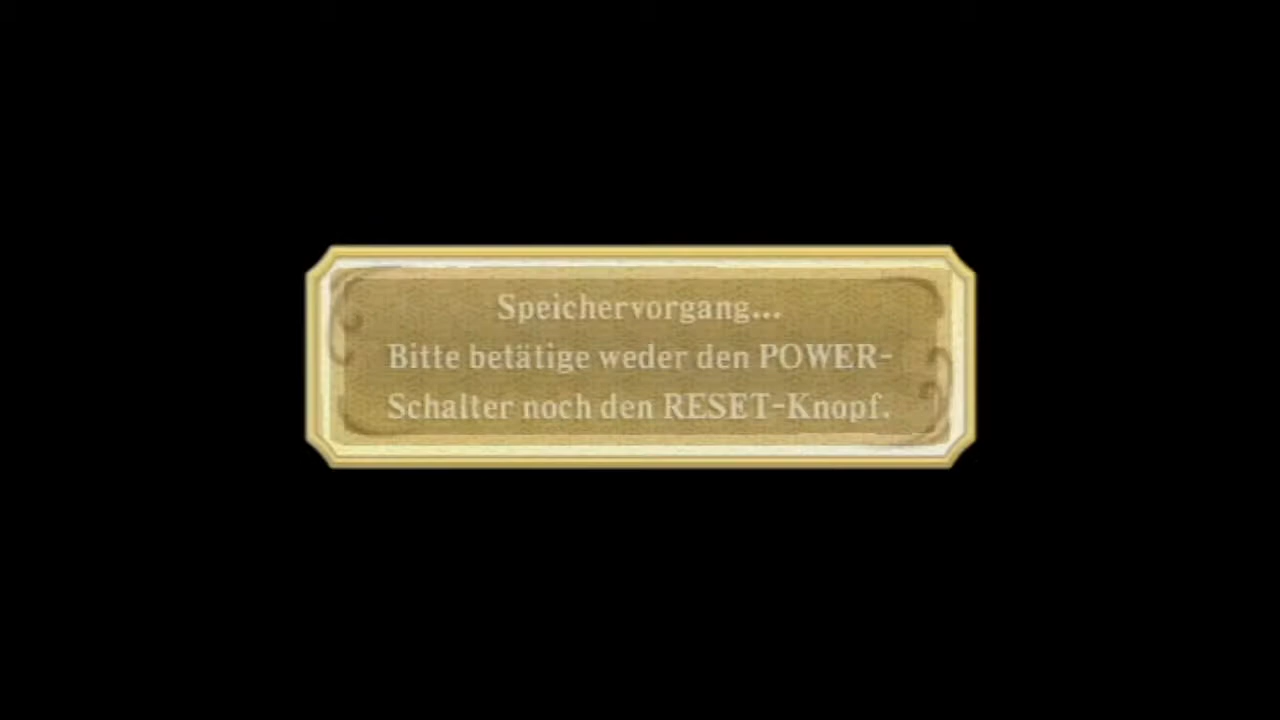 Speichervorgang...
Bitte betätige weder den POWER-
Schalter noch den RESET-Knopf.